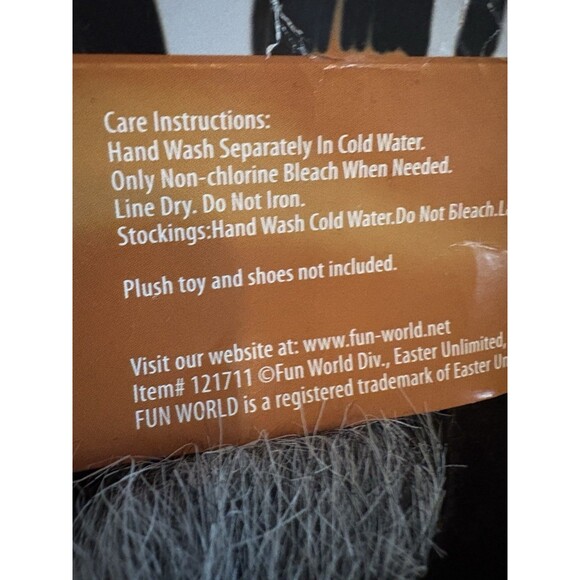 Care Instructions:
Hand Wash Separately In Cold Water.
Only Non-chlorine Bleach When Needed.
Line Dry. Do Not Iron.
Stockings:Hand Wash Cold Water.Do Not Bleach.
Plush toy and shoes not included.
Visit our website at: www.fun-world.net
Item# 121711 ©Fun World Div., Easter Unlimited,
FUN WORLD is a registered trademark of Easter